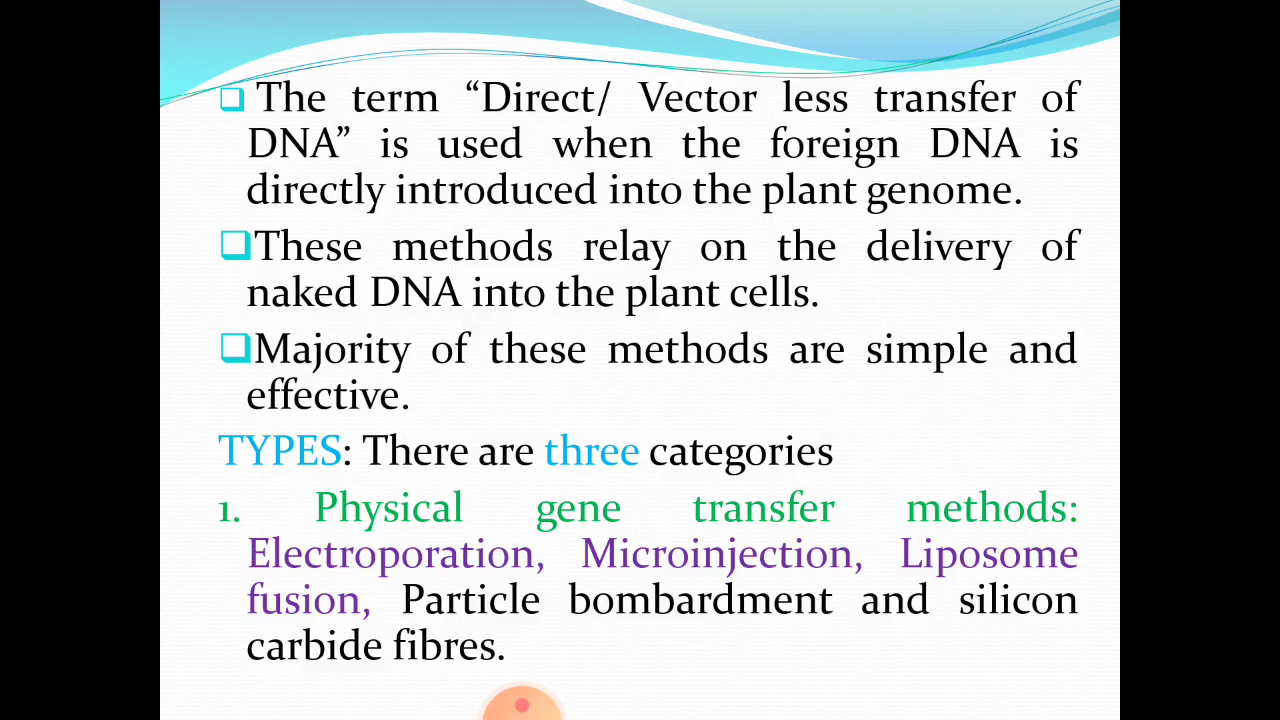 The term “Direct/ Vector less transfer of
DNA” is used when the foreign DNA is
directly introduced into the plant genome.
These methods relay on the delivery of
naked DNA into the plant cells.
Majority of these methods are simple and
effective.
TYPES: There are three categories
1. Physical gene transfer methods:
Electroporation, Microinjection, Liposome
fusion, Particle bombardment and silicon
carbide fibres.